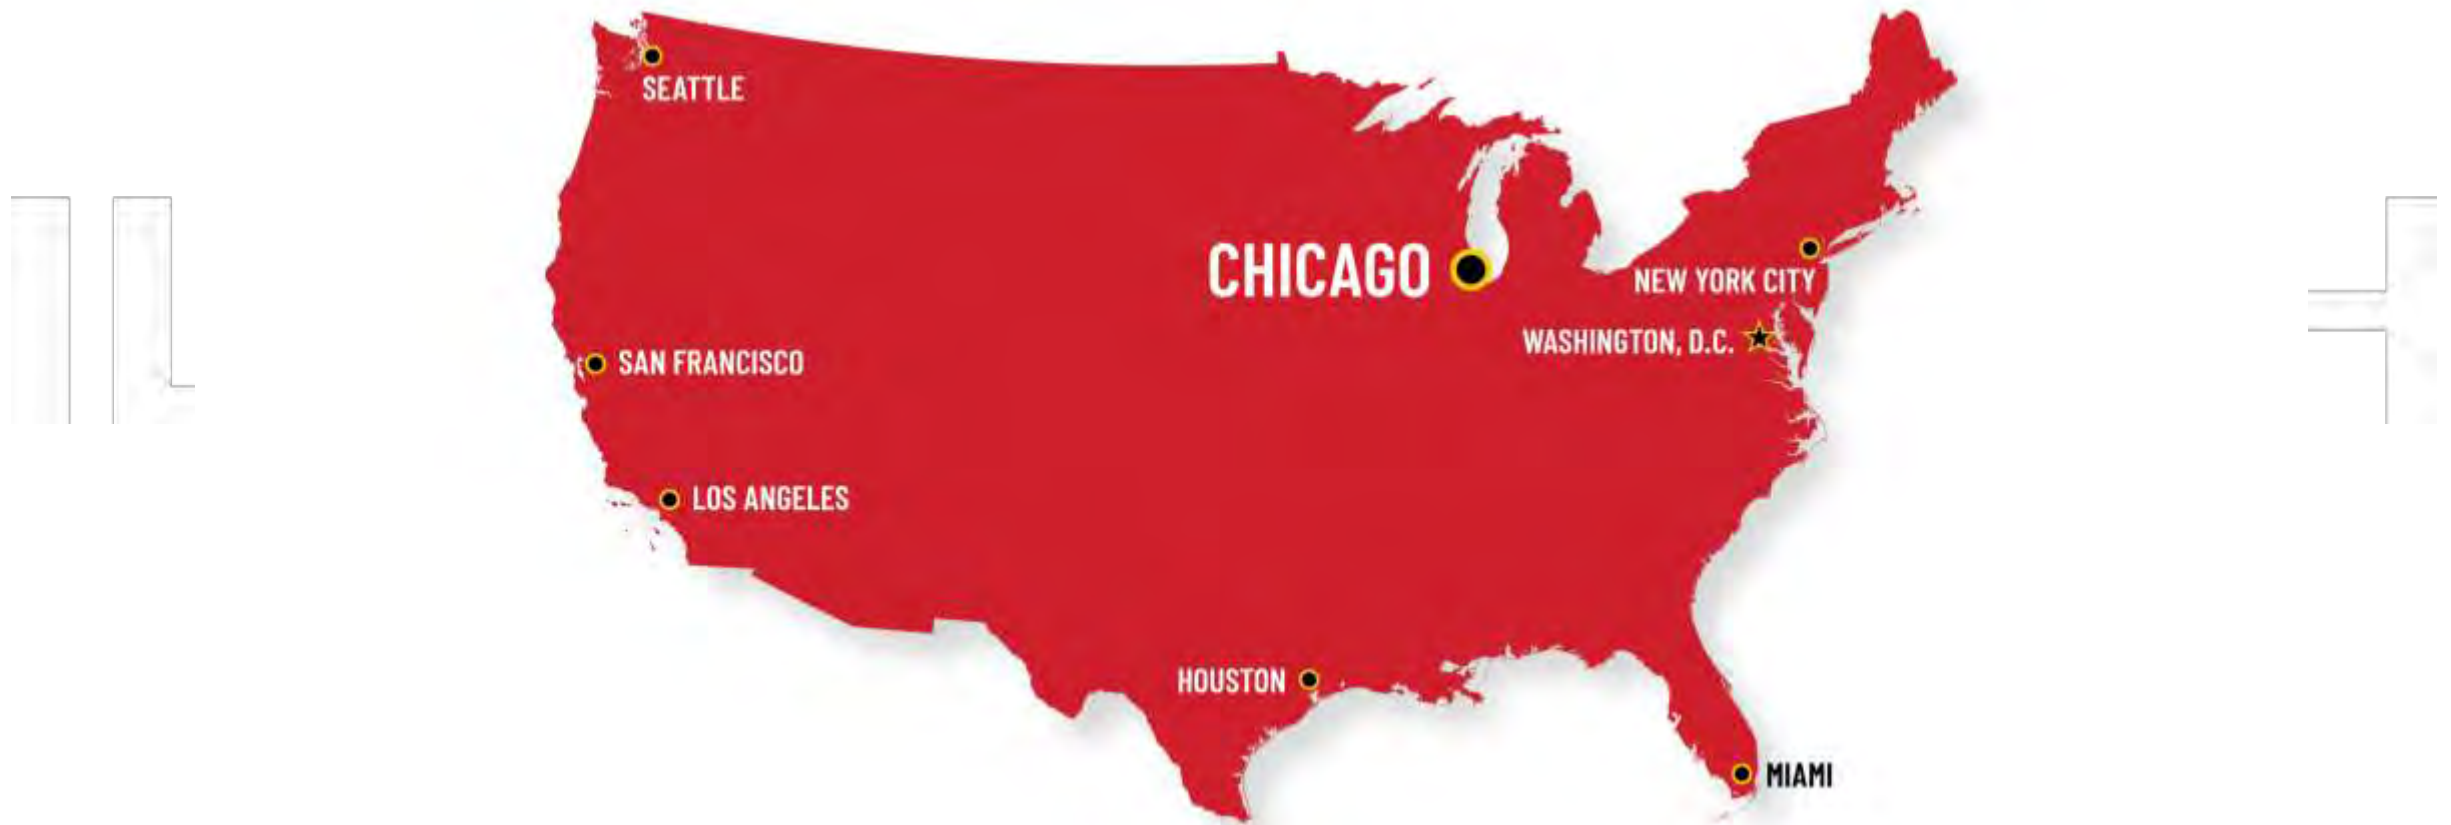 SEATTLE
CHICAGO
NEW YORK CITY
WASHINGTON, D.C.
SAN FRANCISCO
LOS ANGELES
HOUSTON
MIAMI